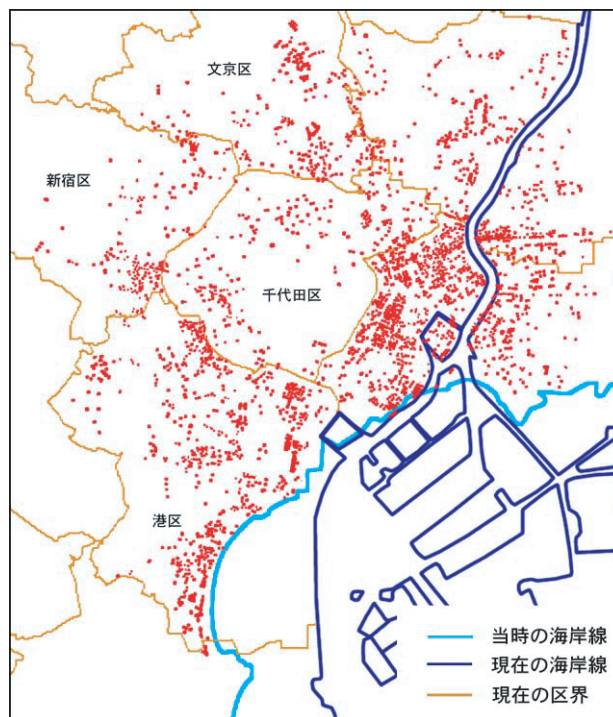 文京区
新宿区
千代田区
港区
当時の海岸線
現在の海岸線
現在の区界